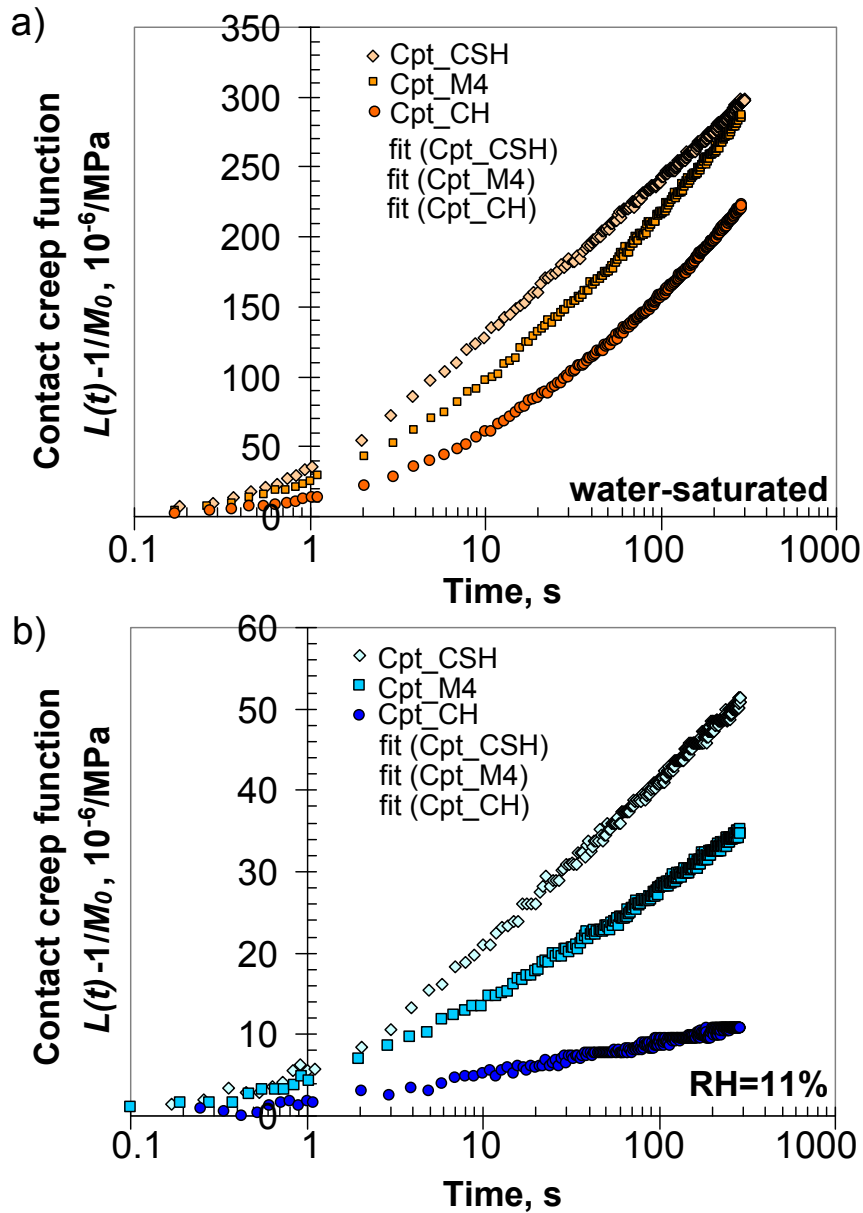 a)
350
300
250
200
150
100
50
0
Contact creep function
L(t)-1/M0, 10-6/MPa
Cpt_CSH
Cpt_M4
Cpt_CH
fit (Cpt_CSH)
fit (Cpt_M4)
fit (Cpt_CH)
water-saturated
0.1 1 10 100 1000
Time, s
b)
60
50
40
30
20
10
0
Contact creep function
L(t)-1/M0, 10-6/MPa
Cpt_CSH
Cpt_M4
Cpt_CH
fit (Cpt_CSH)
fit (Cpt_M4)
fit (Cpt_CH)
RH=11%
0.1 1 10 100 1000
Time, s